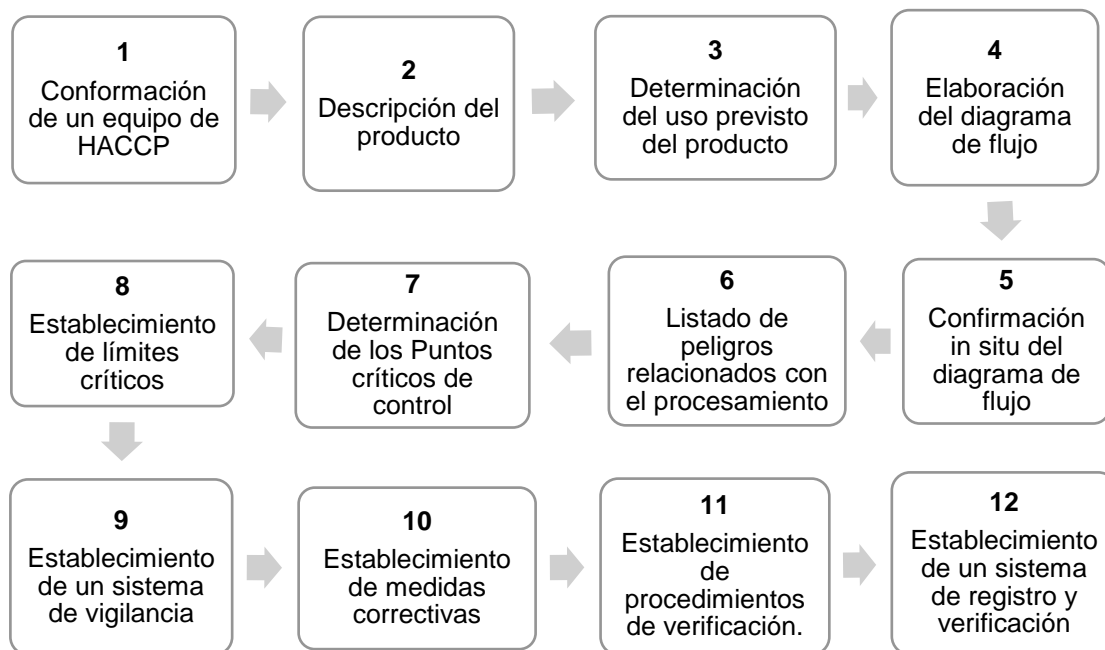 1
Conformación
de un equipo de
HACCP
2
Descripción del
producto
3
Determinación
del uso previsto
del producto
4
Elaboración
del diagrama
de flujo
5
Confirmación
in situ del
diagrama de
flujo
6
Listado de
peligros
relacionados con
el procesamiento
7
Determinación
de los Puntos
críticos de
control
8
Establecimiento
de límites
críticos
9
Establecimiento
de un sistema
de vigilancia
10
Establecimiento
de medidas
correctivas
11
Establecimiento
de
procedimientos
de verificación.
12
Establecimiento
de un sistema
de registro y
verificación